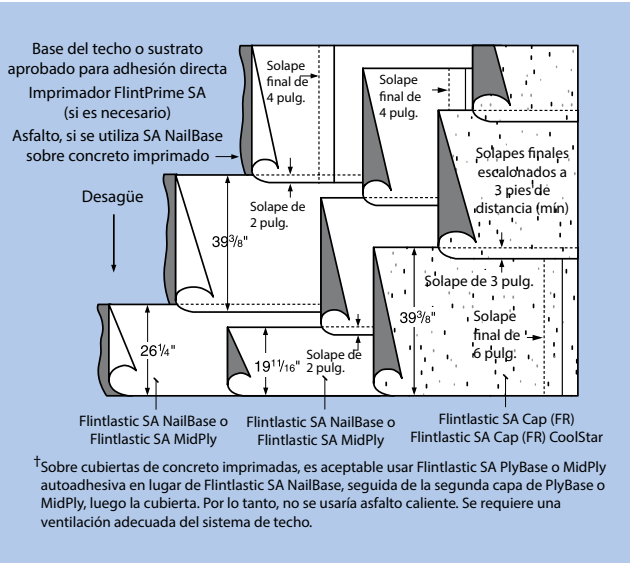 Base del techo o sustrato
aprobado para adhesión directa
Imprimador FlintPrime SA
(si es necesario)
Asfalto, si se utiliza SA NailBase
sobre concreto imprimado
Desagüe
Solape
final de
4 pulg.
Solape
final de
4 pulg.
Solapes finales
escalonados a
3 pies de
distancia (mín)
Solape de
2 pulg.
39³⁄₈"
Solape de 3 pulg.
39³⁄₈"
Solape
final de
6 pulg.
26¹⁄₄"
19¹¹⁄₁₆"
Solape de
2 pulg.
Flintlastic SA NailBase o
Flintlastic SA MidPly
Flintlastic SA NailBase o
Flintlastic SA MidPly
Flintlastic SA Cap (FR)
Flintlastic SA Cap (FR) CoolStar
†Sobre cubiertas de concreto imprimadas, es aceptable usar Flintlastic SA PlyBase o MidPly
autoadhesiva en lugar de Flintlastic SA NailBase, seguida de la segunda capa de PlyBase o
MidPly, luego la cubierta. Por lo tanto, no se usaría asfalto caliente. Se requiere una
ventilación adecuada del sistema de techo.